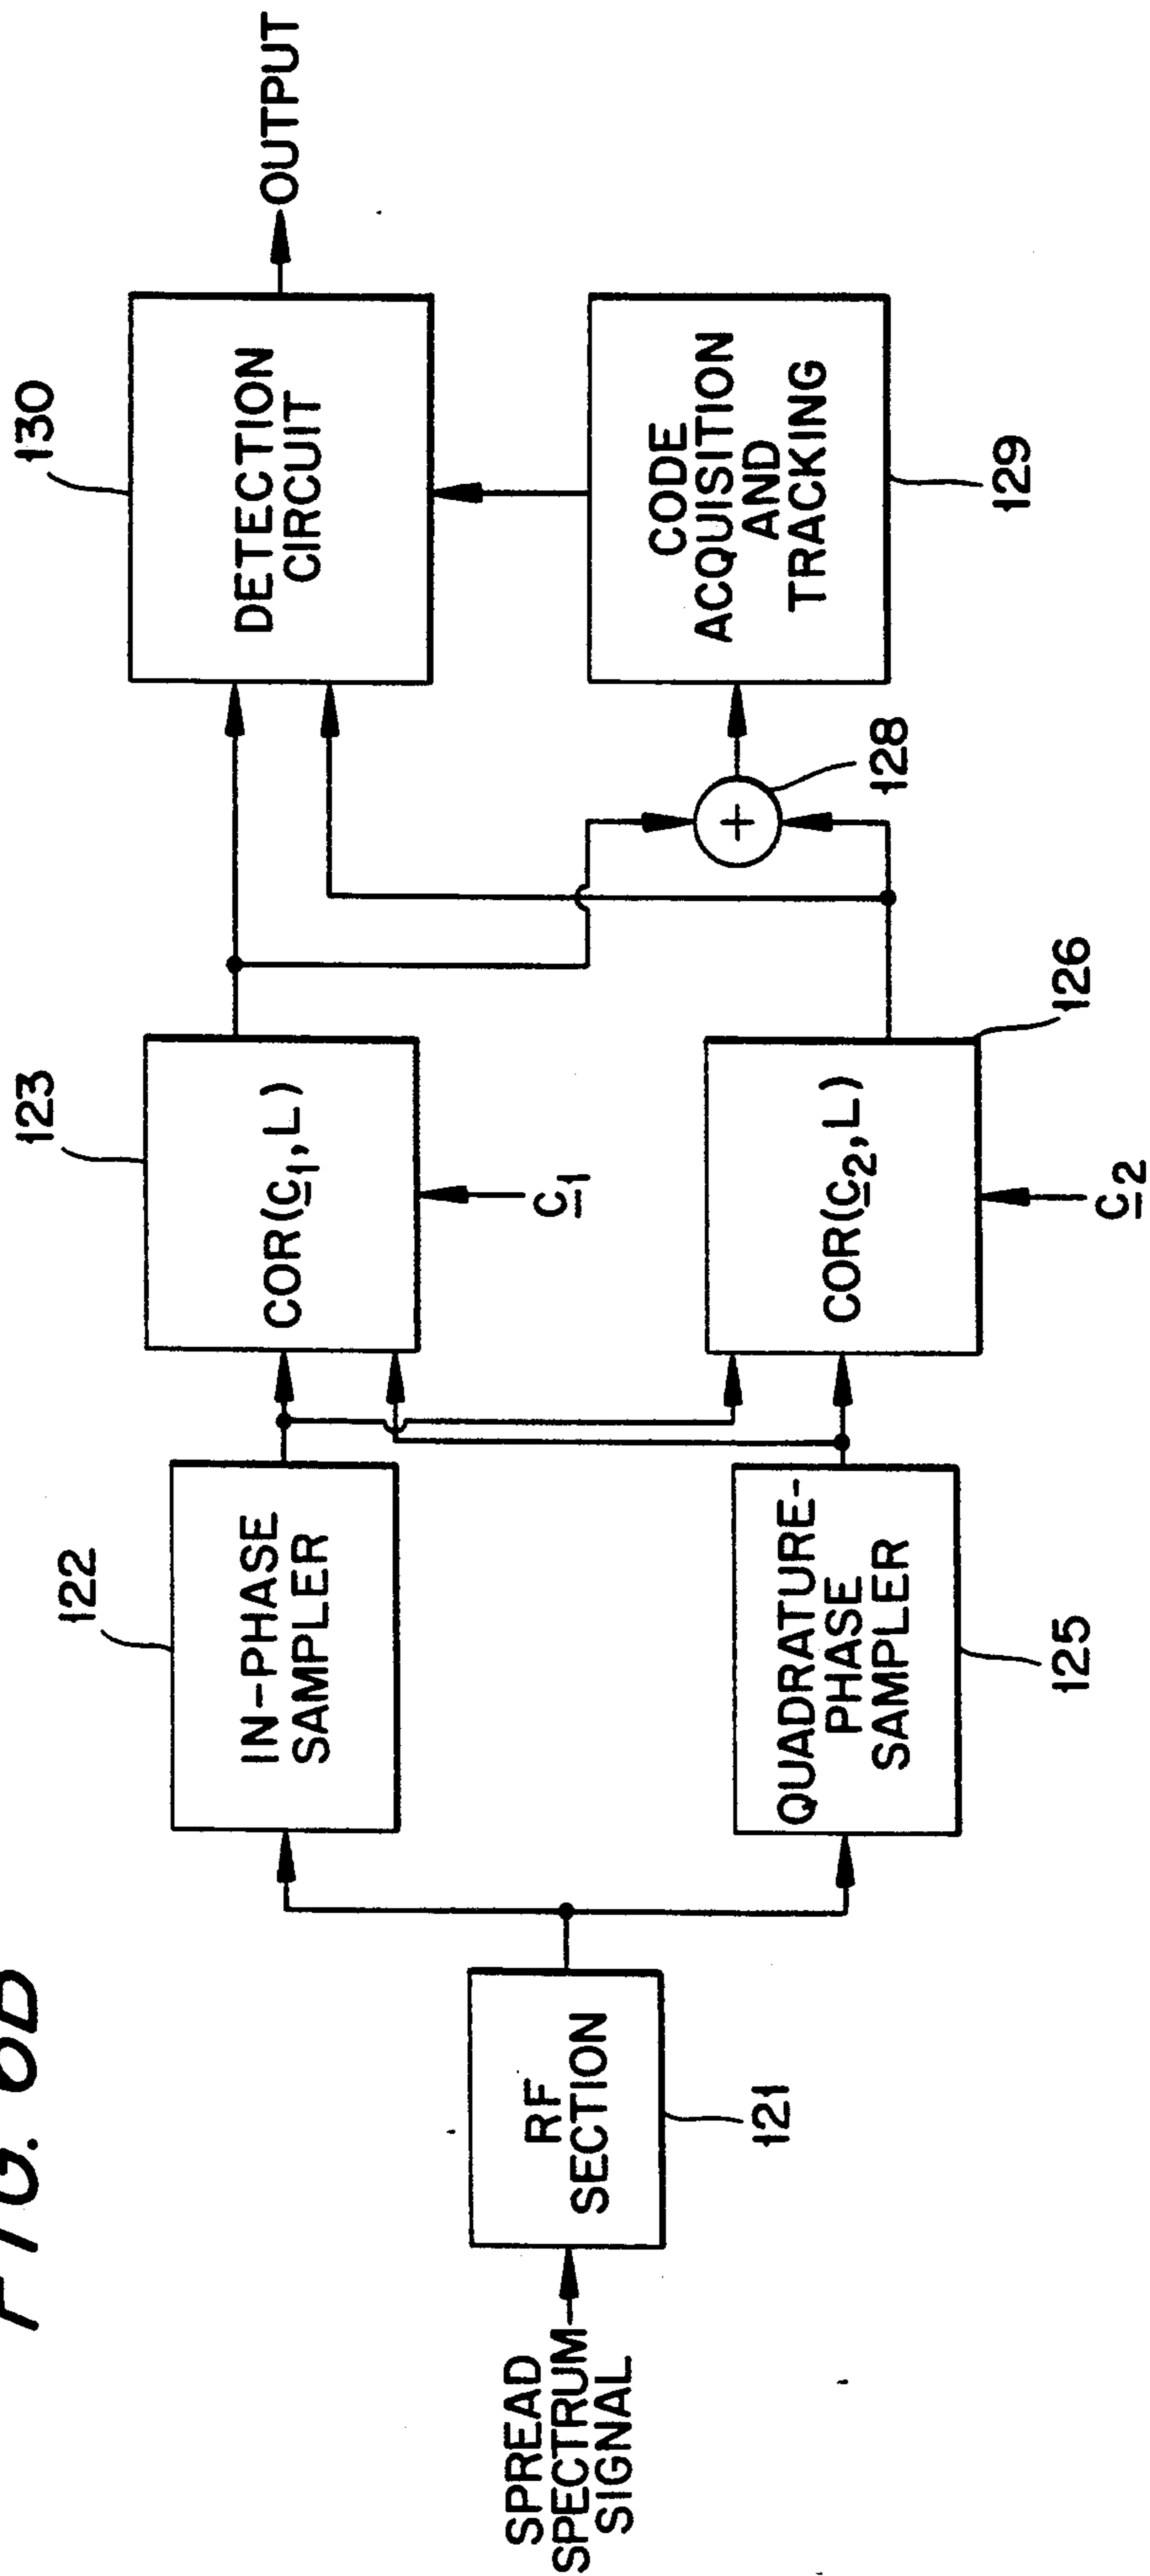 FIG. 6B
SPREAD
SPECTRUM
SIGNAL
RF
SECTION
121
122
IN-PHASE
SAMPLER
QUADRATURE-
PHASE
SAMPLER
125
123
COR(C1,L)
C1
COR(C2,L)
126
C2
128
+
130
DETECTION
CIRCUIT
CODE
ACQUISITION
AND
TRACKING
129
OUTPUT